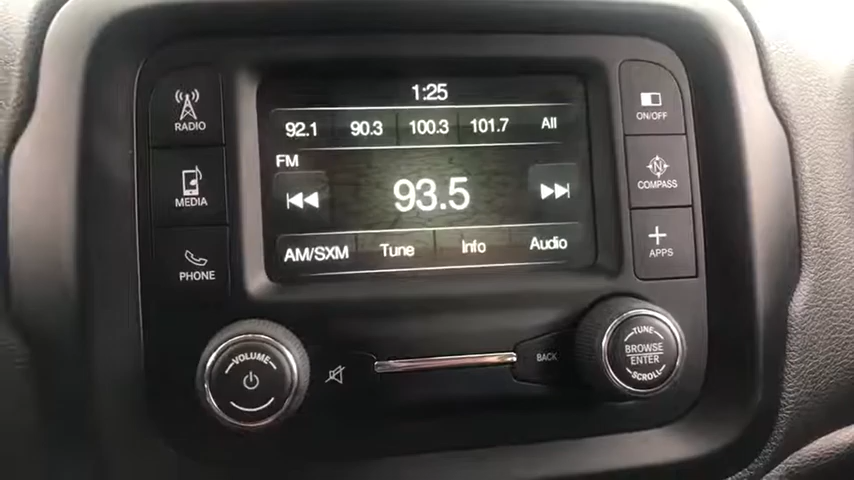 1:25
RADIO
92.1 90.3 100.3 101.7 All
ON/OFF
FM
MEDIA
93.5
COMPASS
AM/SXM Tune Info Audio
PHONE
APPS
VOLUME
BACK
TUNE
BROWSE
ENTER
SCROLL